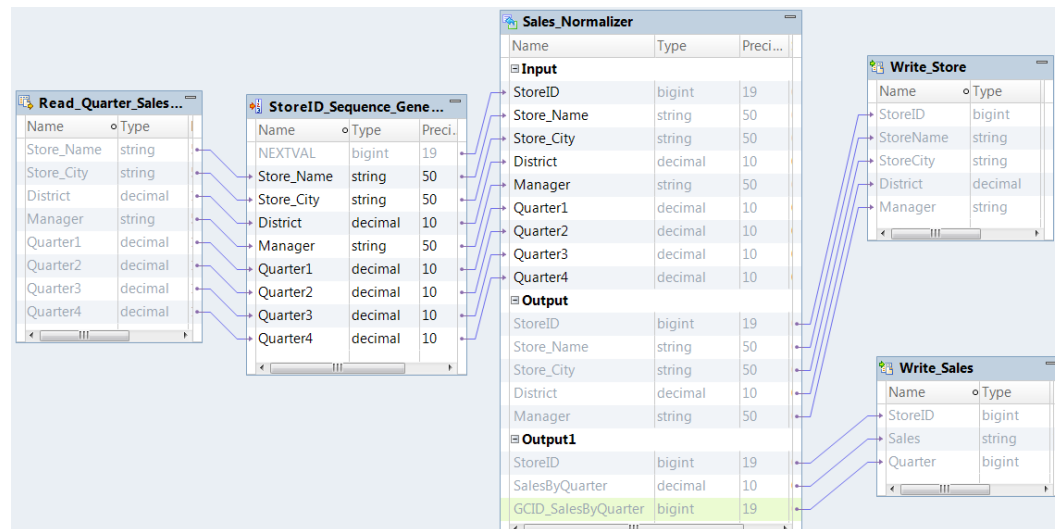 Read_Quarter_Sales...
Name Type
Store_Name string
Store_City string
District decimal
Manager string
Quarter1 decimal
Quarter2 decimal
Quarter3 decimal
Quarter4 decimal
StoreID_Sequence_Gene...
Name Type Preci..
NEXTVAL bigint 19
Store_Name string 50
Store_City string 50
District decimal 10
Manager string 50
Quarter1 decimal 10
Quarter2 decimal 10
Quarter3 decimal 10
Quarter4 decimal 10
Sales_Normalizer
Name Type Preci...
Input
StoreID bigint 19
Store_Name string 50
Store_City string 50
District decimal 10
Manager string 50
Quarter1 decimal 10
Quarter2 decimal 10
Quarter3 decimal 10
Quarter4 decimal 10
Output
StoreID bigint 19
Store_Name string 50
Store_City string 50
District decimal 10
Manager string 50
Output1
StoreID bigint 19
SalesByQuarter decimal 10
GCID_SalesByQuarter bigint 19
Write_Store
Name Type
StoreID bigint
StoreName string
StoreCity string
District decimal
Manager string
Write_Sales
Name Type
StoreID bigint
Sales string
Quarter bigint